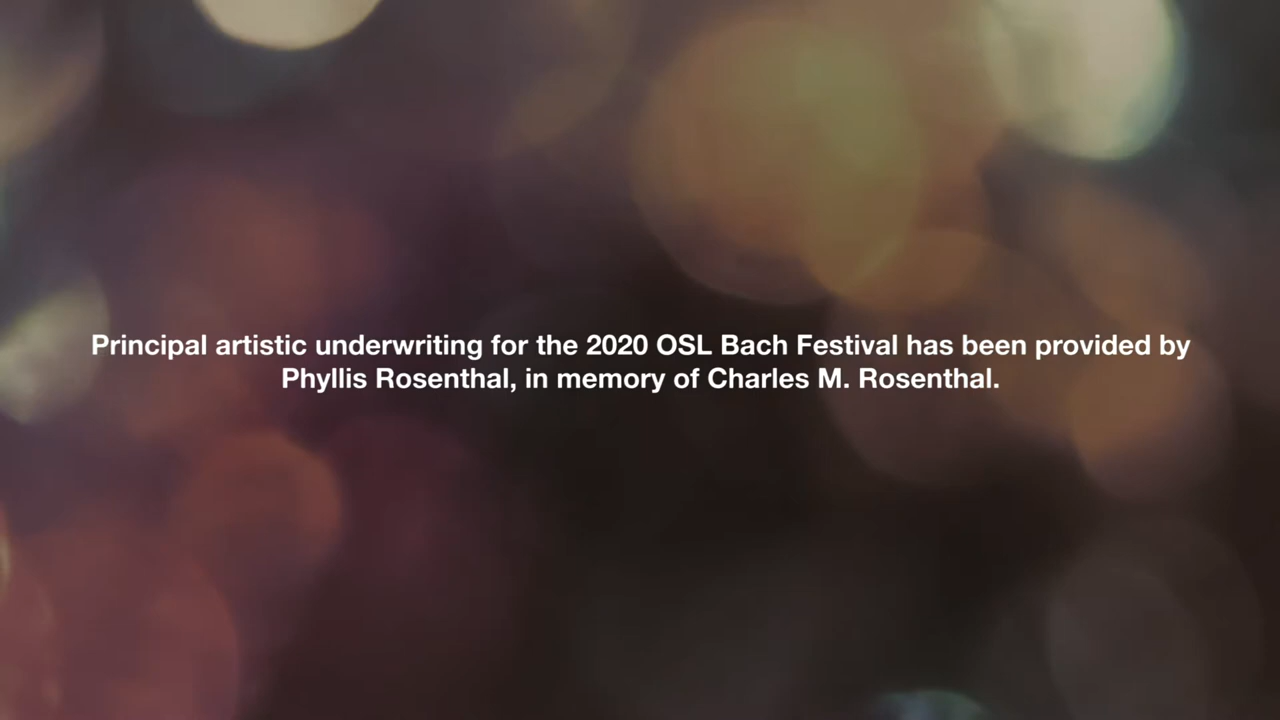 Principal artistic underwriting for the 2020 OSL Bach Festival has been provided by
Phyllis Rosenthal, in memory of Charles M. Rosenthal.